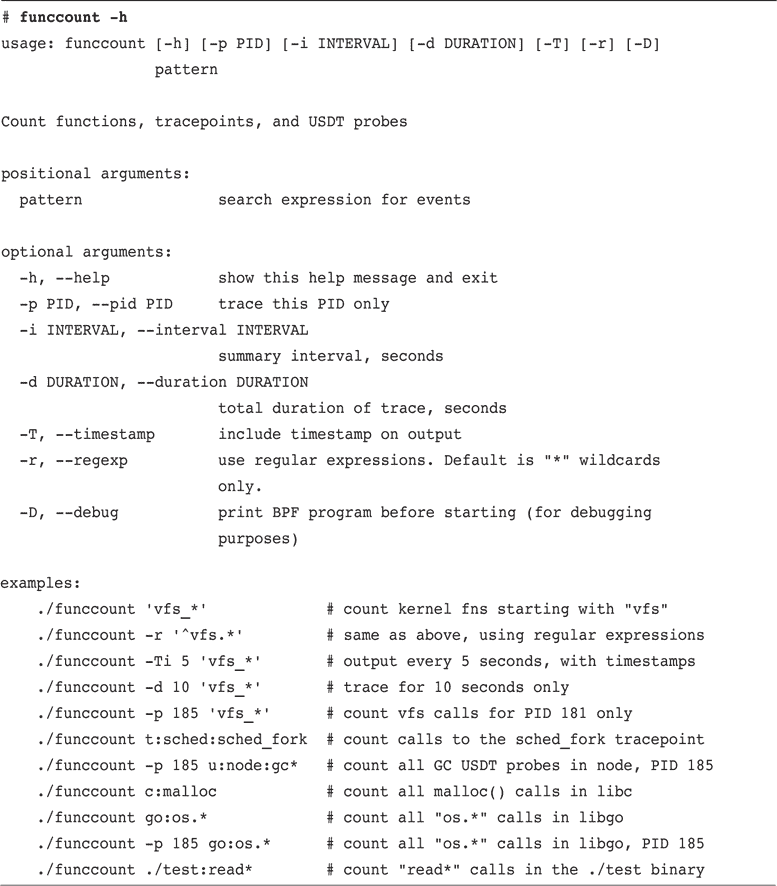 # funccount -h
usage: funccount [-h] [-p PID] [-i INTERVAL] [-d DURATION] [-T] [-r] [-D]
                 pattern

Count functions, tracepoints, and USDT probes

positional arguments:
  pattern               search expression for events

optional arguments:
  -h, --help            show this help message and exit
  -p PID, --pid PID     trace this PID only
  -i INTERVAL, --interval INTERVAL
                        summary interval, seconds
  -d DURATION, --duration DURATION
                        total duration of trace, seconds
  -T, --timestamp       include timestamp on output
  -r, --regexp          use regular expressions. Default is "*" wildcards
                        only.
  -D, --debug           print BPF program before starting (for debugging
                        purposes)

examples:
    ./funccount 'vfs_*'             # count kernel fns starting with "vfs"
    ./funccount -r '^vfs.*'         # same as above, using regular expressions
    ./funccount -Ti 5 'vfs_*'       # output every 5 seconds, with timestamps
    ./funccount -d 10 'vfs_*'       # trace for 10 seconds only
    ./funccount -p 185 'vfs_*'      # count vfs calls for PID 181 only
    ./funccount t:sched:sched_fork  # count calls to the sched_fork tracepoint
    ./funccount -p 185 u:node:gc*   # count all GC USDT probes in node, PID 185
    ./funccount c:malloc            # count all malloc() calls in libc
    ./funccount go:os.*             # count all "os.*" calls in libgo
    ./funccount -p 185 go:os.*      # count all "os.*" calls in libgo, PID 185
    ./funccount ./test:read*        # count "read*" calls in the ./test binary